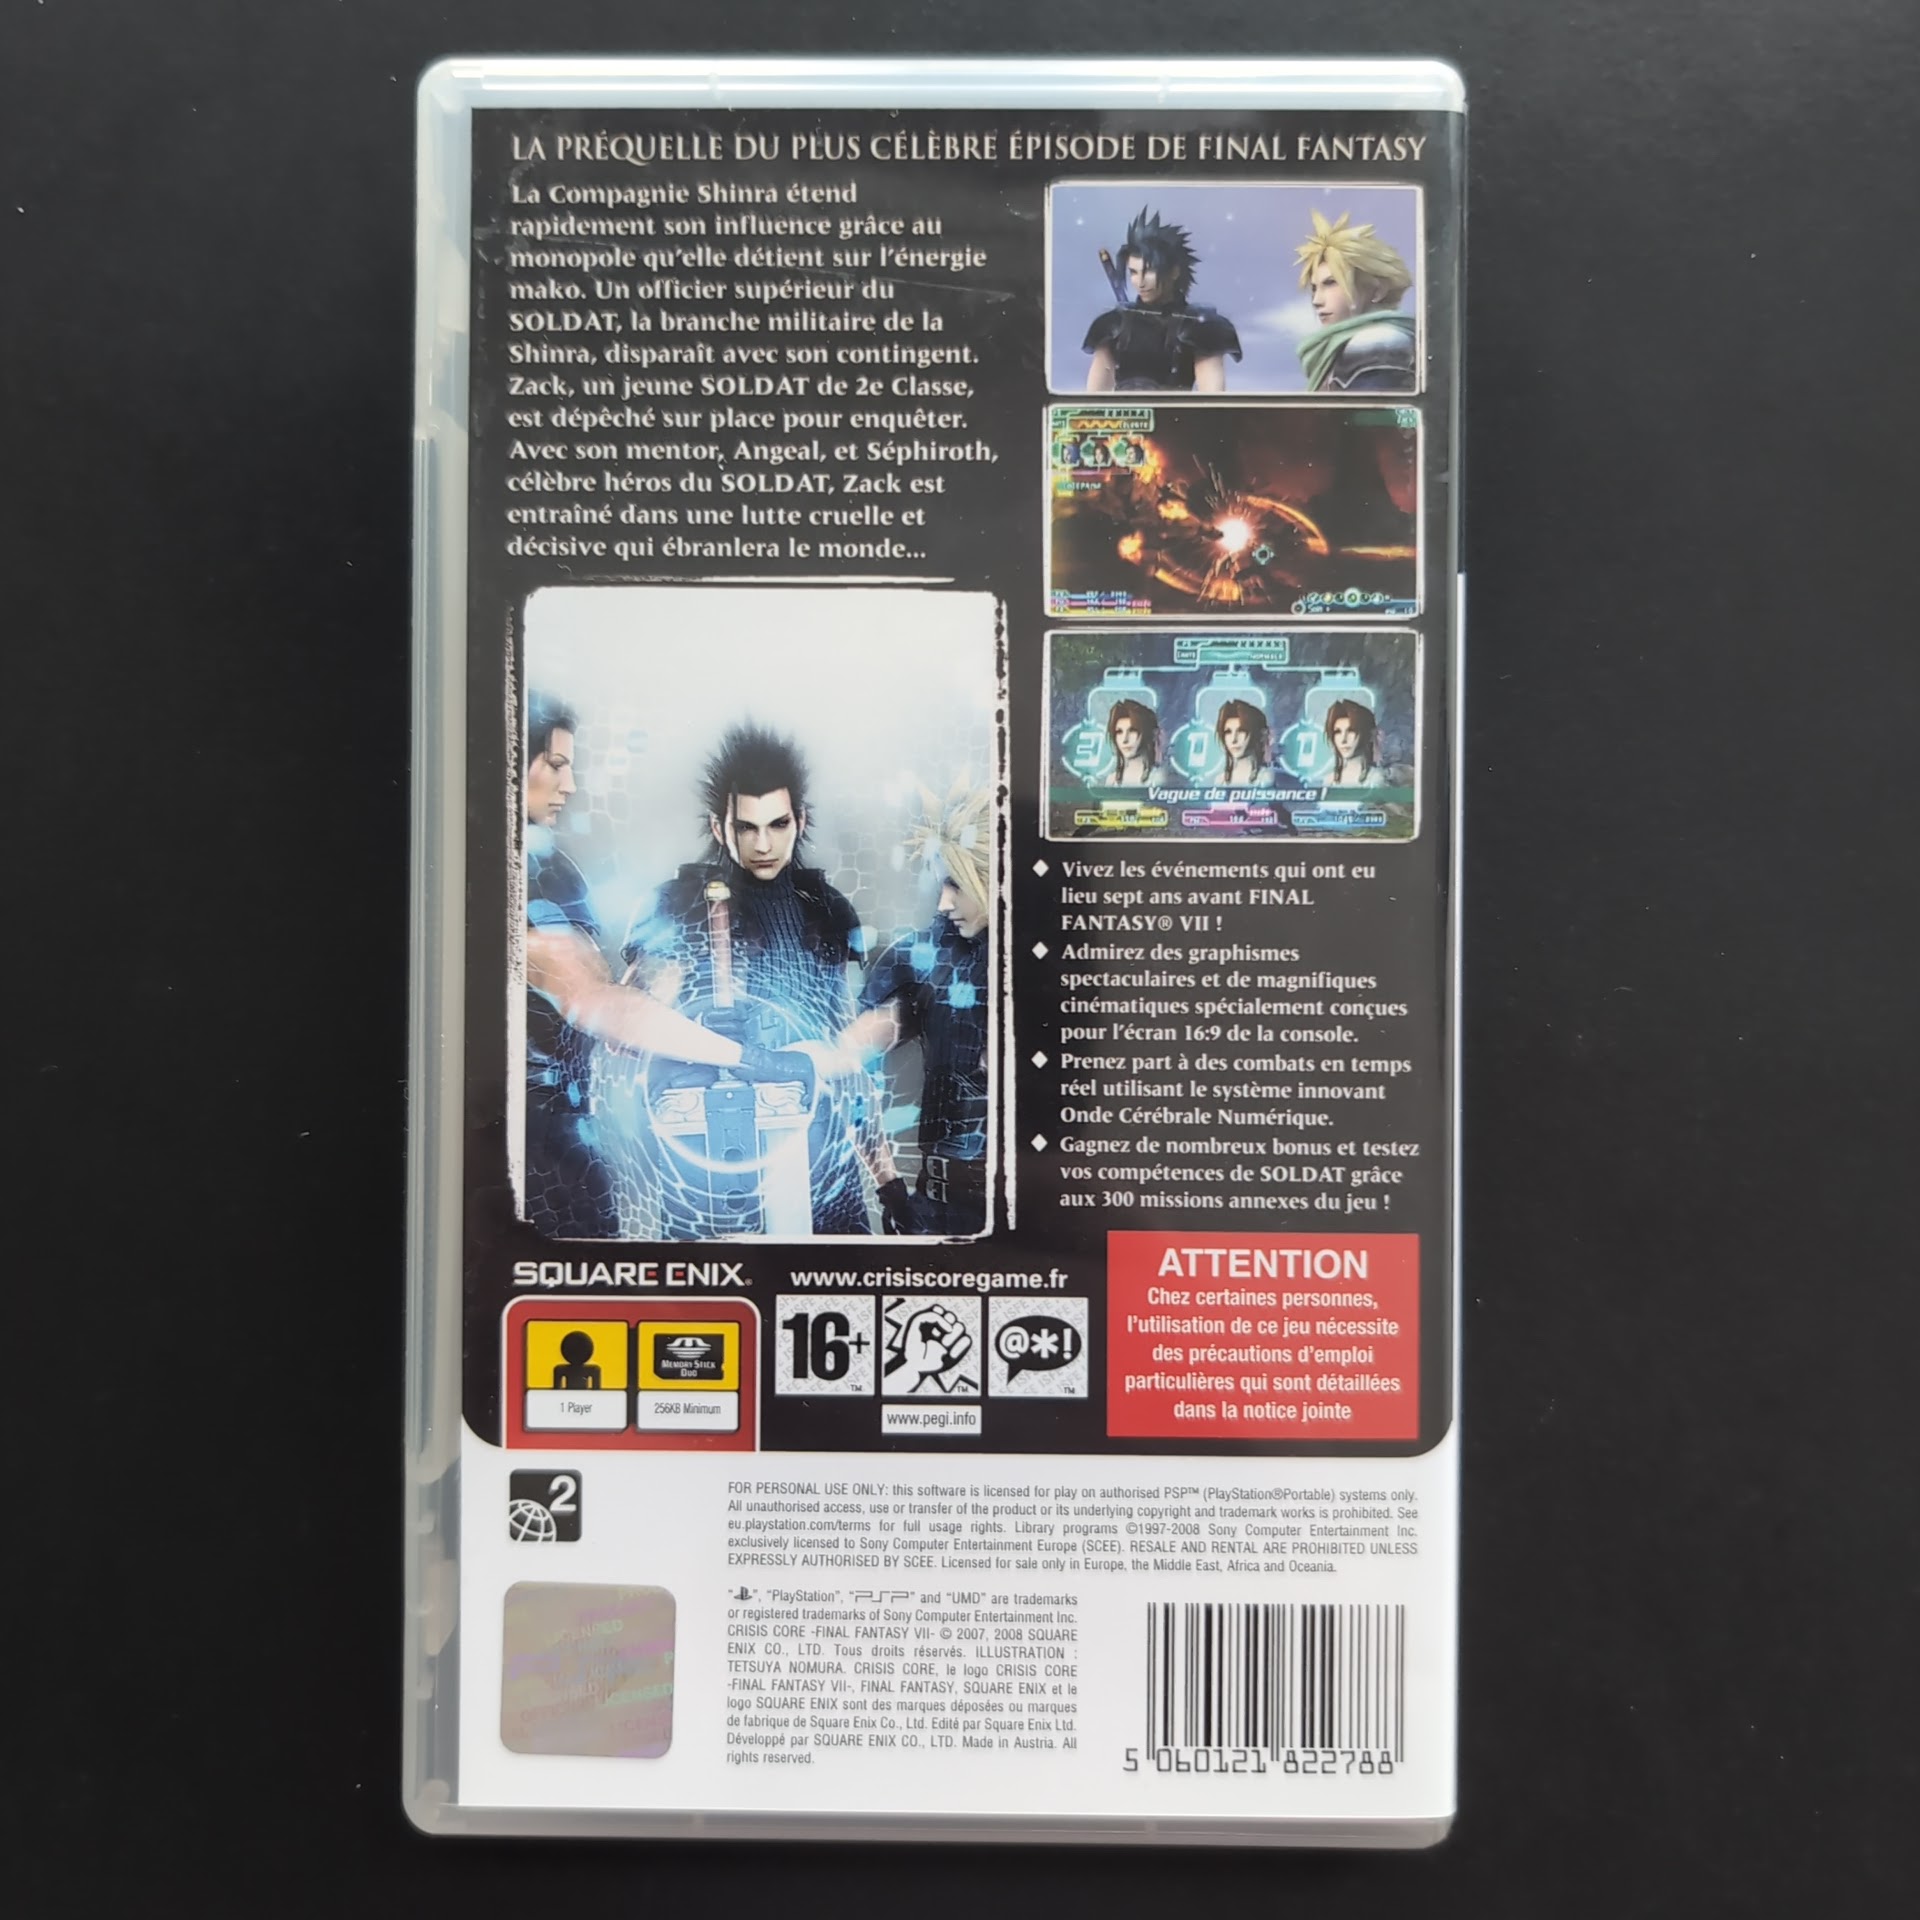 LA PRÉQUELLE DU PLUS CÉLÈBRE ÉPISODE DE FINAL FANTASY
La Compagnie Shinra étend
rapidement son influence grâce au
monopole qu'elle détient sur l'énergie
mako. Un officier supérieur du
SOLDAT, la branche militaire de la
Shinra, disparaît avec son contingent.
Zack, un jeune SOLDAT de 2e Classe,
est dépêché sur place pour enquêter.
Avec son mentor, Angeal, et Séphiroth,
célèbre héros du SOLDAT, Zack est
entraîné dans une lutte cruelle et
décisive qui ébranlera le monde...
Vague de puissance !
◆ Vivez les événements qui ont eu
lieu sept ans avant FINAL
FANTASY® VII !
◆ Admirez des graphismes
spectaculaires et de magnifiques
cinématiques spécialement conçues
pour l'écran 16:9 de la console.
◆ Prenez part à des combats en temps
réel utilisant le système innovant
Onde Cérébrale Numérique.
◆ Gagnez de nombreux bonus et testez
vos compétences de SOLDAT grâce
aux 300 missions annexes du jeu !
SQUARE ENIX®
www.crisiscoregame.fr
1 Player
MEMORY STICK
DUO
256KB Minimum
16+
@*!
www.pegi.info
ATTENTION
Chez certaines personnes,
l'utilisation de ce jeu nécessite
des précautions d'emploi
particulières qui sont détaillées
dans la notice jointe
2
FOR PERSONAL USE ONLY: this software is licensed for play on authorised PSP™ (PlayStation®Portable) systems only.
All unauthorised access, use or transfer of the product or its underlying copyright and trademark works is prohibited. See
eu.playstation.com/terms for full usage rights. Library programs ©1997-2008 Sony Computer Entertainment Inc.
exclusively licensed to Sony Computer Entertainment Europe (SCEE). RESALE AND RENTAL ARE PROHIBITED UNLESS
EXPRESSLY AUTHORISED BY SCEE. Licensed for sale only in Europe, the Middle East, Africa and Oceania.
"", "PlayStation", "PSP" and "UMD" are trademarks
or registered trademarks of Sony Computer Entertainment Inc.
CRISIS CORE -FINAL FANTASY VII- © 2007, 2008 SQUARE
ENIX CO., LTD. Tous droits réservés. ILLUSTRATION :
TETSUYA NOMURA. CRISIS CORE, le logo CRISIS CORE
-FINAL FANTASY VII-, FINAL FANTASY, SQUARE ENIX et le
logo SQUARE ENIX sont des marques déposées ou marques
de fabrique de Square Enix Co., Ltd. Edité par Square Enix Ltd.
Développé par SQUARE ENIX CO., LTD. Made in Austria. All
rights reserved.
5 060121 822788